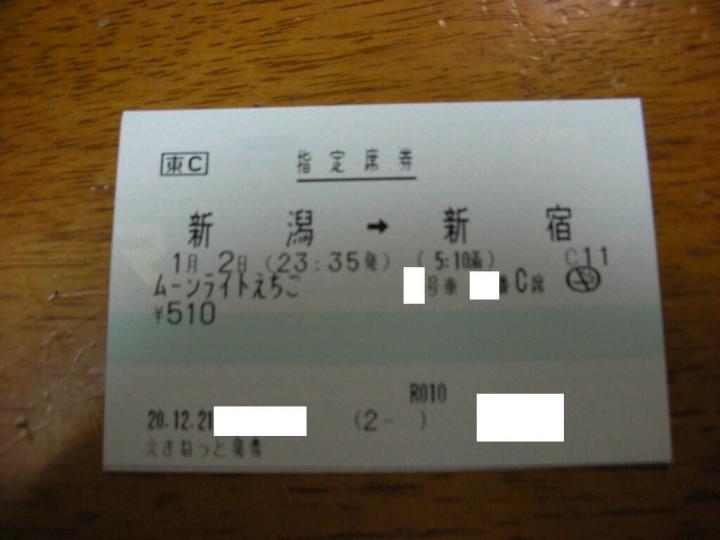 東C 指定席券
新潟 → 新宿
1月 2日 (23:35発) (5:10着) C11
ムーンライトえちご 号車 番 C席
¥510
R010
20.12.21 (2- )
えきねっと発券